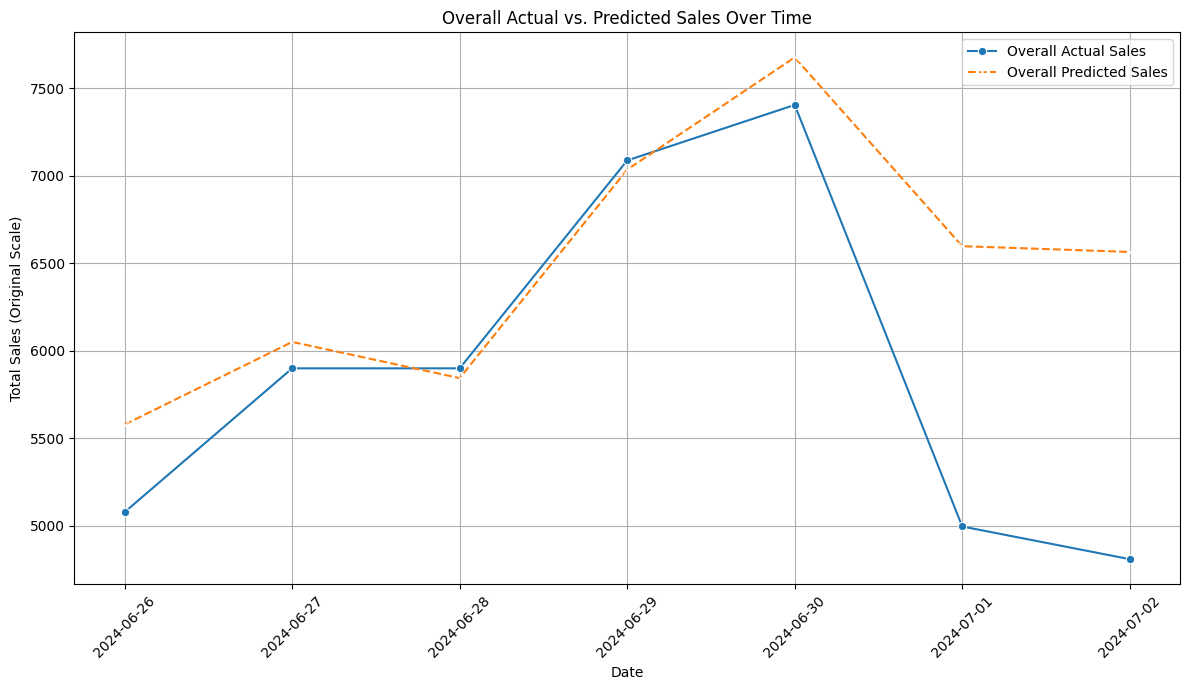 Overall Actual vs. Predicted Sales Over Time
Overall Actual Sales
Overall Predicted Sales
Total Sales (Original Scale)
7500
7000
6500
6000
5500
5000
2024-06-26
2024-06-27
2024-06-28
2024-06-29
2024-06-30
2024-07-01
2024-07-02
Date